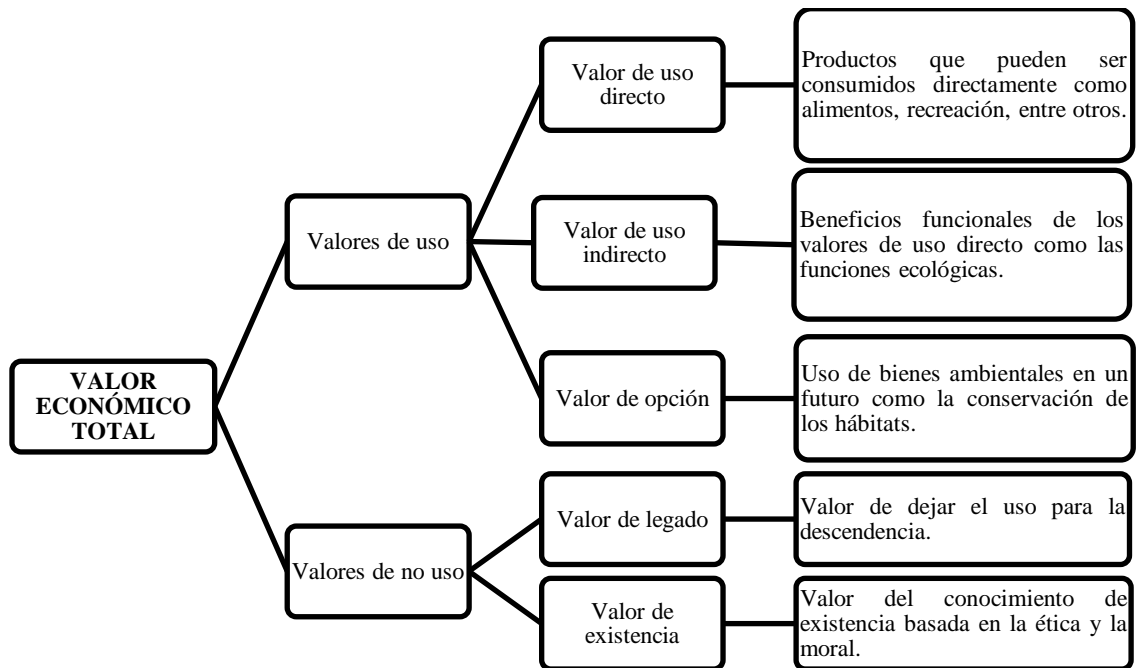 VALOR
ECONÓMICO
TOTAL
Valores de uso
Valor de uso
directo
Productos que pueden ser
consumidos directamente como
alimentos, recreación, entre otros.
Valor de uso
indirecto
Beneficios funcionales de los
valores de uso directo como las
funciones ecológicas.
Valor de opción
Uso de bienes ambientales en un
futuro como la conservación de
los hábitats.
Valores de no uso
Valor de legado
Valor de dejar el uso para la
descendencia.
Valor de
existencia
Valor del conocimiento de
existencia basada en la ética y la
moral.